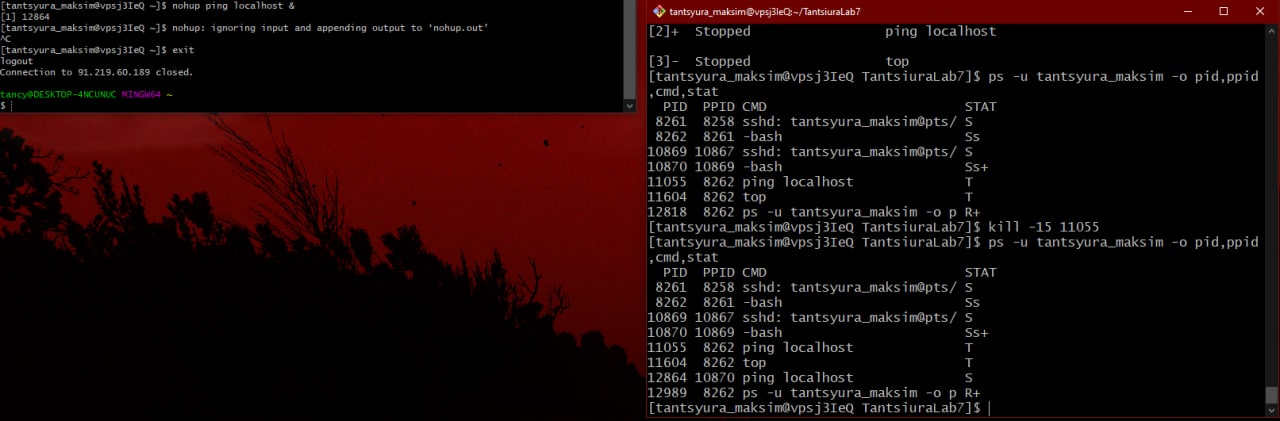 [tantsyura_maksim@vpsj3IeQ ~]$ nohup ping localhost &
[1] 12864
[tantsyura_maksim@vpsj3IeQ ~]$ nohup: ignoring input and appending output to ‘nohup.out’
^C
[tantsyura_maksim@vpsj3IeQ ~]$ exit
logout
Connection to 91.219.60.189 closed.
tancy@DESKTOP-4NCUNUC MINGW64 ~
$
tantsyura_maksim@vpsj3IeQ:~/TantsiuraLab7
[2]+  Stopped                 ping localhost
[3]-  Stopped                 top
[tantsyura_maksim@vpsj3IeQ TantsiuraLab7]$ ps -u tantsyura_maksim -o pid,ppid
,cmd,stat
  PID  PPID CMD                         STAT
 8261  8258 sshd: tantsyura_maksim@pts/ S
 8262  8261 -bash                       Ss
10869 10867 sshd: tantsyura_maksim@pts/ S
10870 10869 -bash                       Ss+
11055  8262 ping localhost              T
11604  8262 top                         T
12818  8262 ps -u tantsyura_maksim -o p R+
[tantsyura_maksim@vpsj3IeQ TantsiuraLab7]$ kill -15 11055
[tantsyura_maksim@vpsj3IeQ TantsiuraLab7]$ ps -u tantsyura_maksim -o pid,ppid
,cmd,stat
  PID  PPID CMD                         STAT
 8261  8258 sshd: tantsyura_maksim@pts/ S
 8262  8261 -bash                       Ss
10869 10867 sshd: tantsyura_maksim@pts/ S
10870 10869 -bash                       Ss+
11055  8262 ping localhost              T
11604  8262 top                         T
12864 10870 ping localhost              S
12989  8262 ps -u tantsyura_maksim -o p R+
[tantsyura_maksim@vpsj3IeQ TantsiuraLab7]$